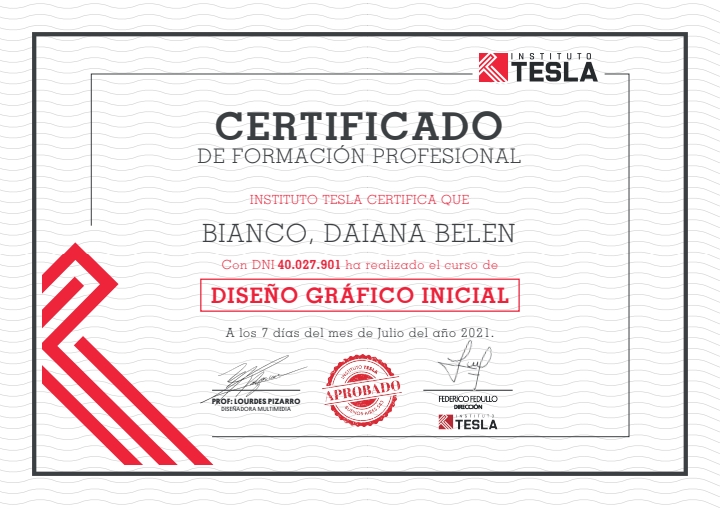 INSTITUTO
TESLA
CERTIFICADO
DE FORMACIÓN PROFESIONAL
INSTITUTO TESLA CERTIFICA QUE
BIANCO, DAIANA BELEN
Con DNI 40.027.901 ha realizado el curso de
DISEÑO GRÁFICO INICIAL
A los 7 días del mes de Julio del año 2021.
INSTITUTO TESLA
APROBADO
BUENOS AIRES
PROF: LOURDES PIZARRO
DISEÑADORA MULTIMEDIA
FEDERICO FEDULLO
DIRECCIÓN
INSTITUTO
TESLA